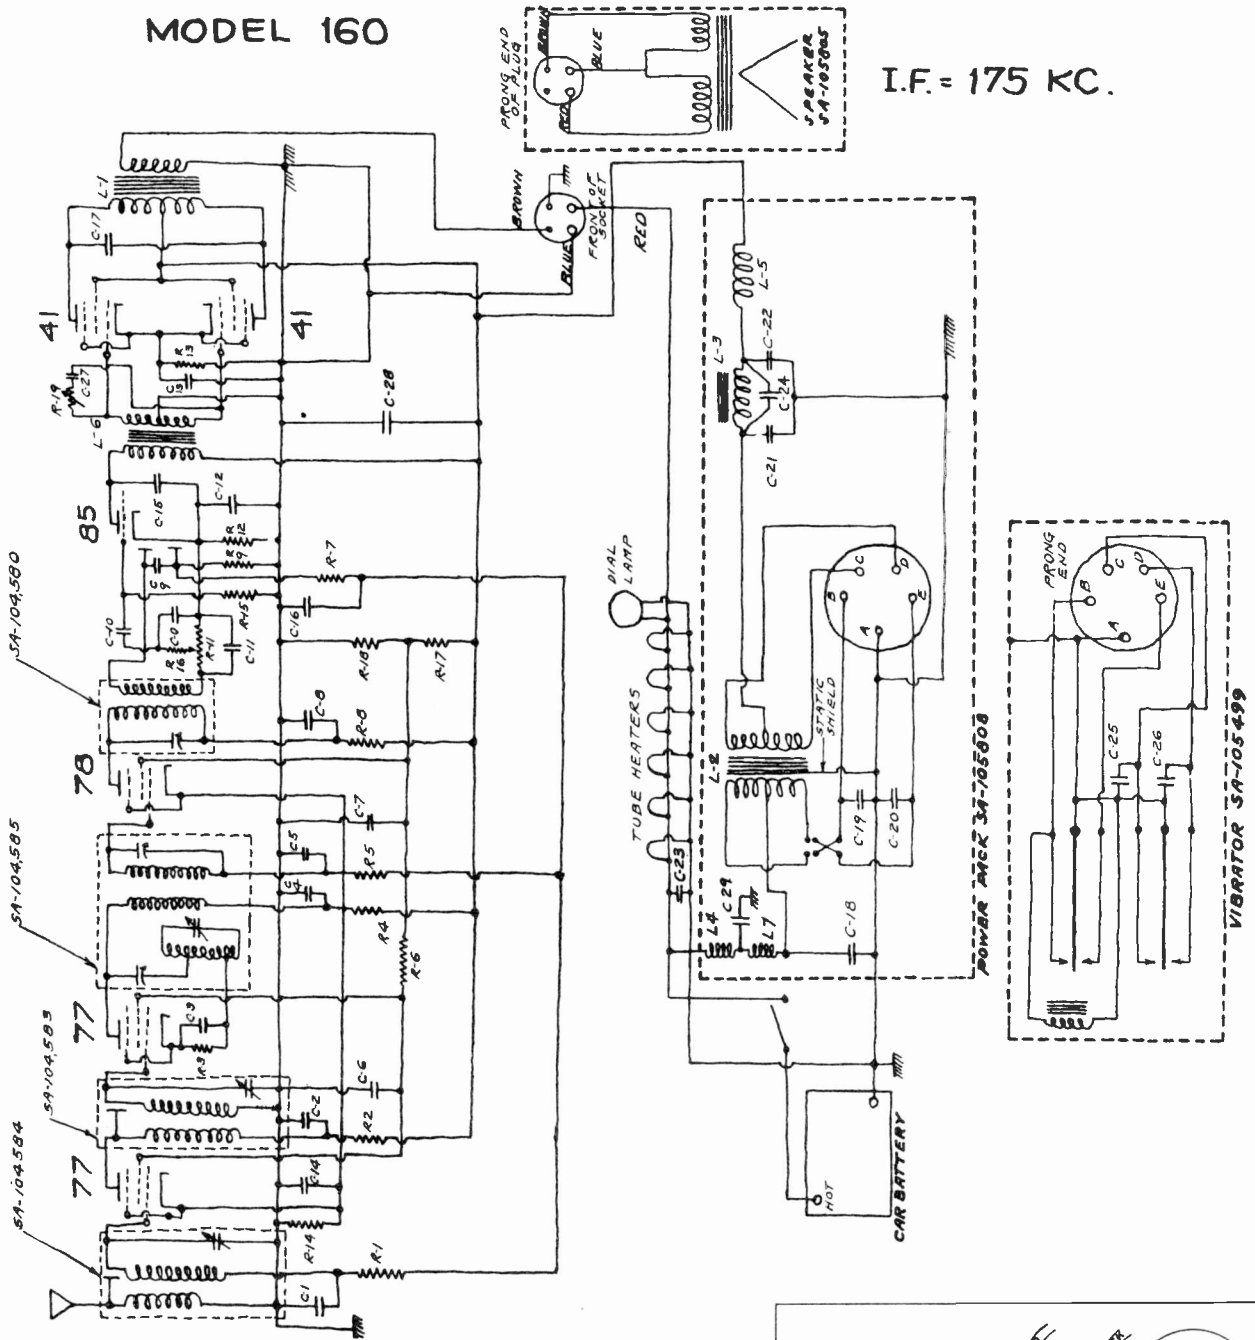 MODEL 160
I.F. = 175 KC.
PRONG END
OF PLUG
BROWN
BLUE
RED
SPEAKER
SA-105805
BROWN
FRONT OF
SOCKET
BLUE
RED
L-1
C-17
41
41
R-19
C-27
L-6
R
13
C
13
C-28
85
C-15
C-12
R
12
R
9
C
9
R-7
C-10
R-15
C-16
R
16
R-11
C-11
SA-104,580
R-18
R-17
C-8
R-8
78
C-7
SA-104,585
C-5
R5
C
4
R4
R-6
77
C-3
R-3
SA-104,583
C-6
C-2
R2
77
C-14
SA-104584
R-14
R-1
C-1
DIAL
LAMP
TUBE HEATERS
C-23
L-5
L-3
C-22
C-24
C-21
C
B
D
A
E
STATIC
SHIELD
L-2
C-19
C-20
C-29
L4
L7
C-18
POWER PACK SA-105808
PRONG
END
B
C
D
E
A
C-25
C-26
VIBRATOR SA-105499
HOT
CAR BATTERY